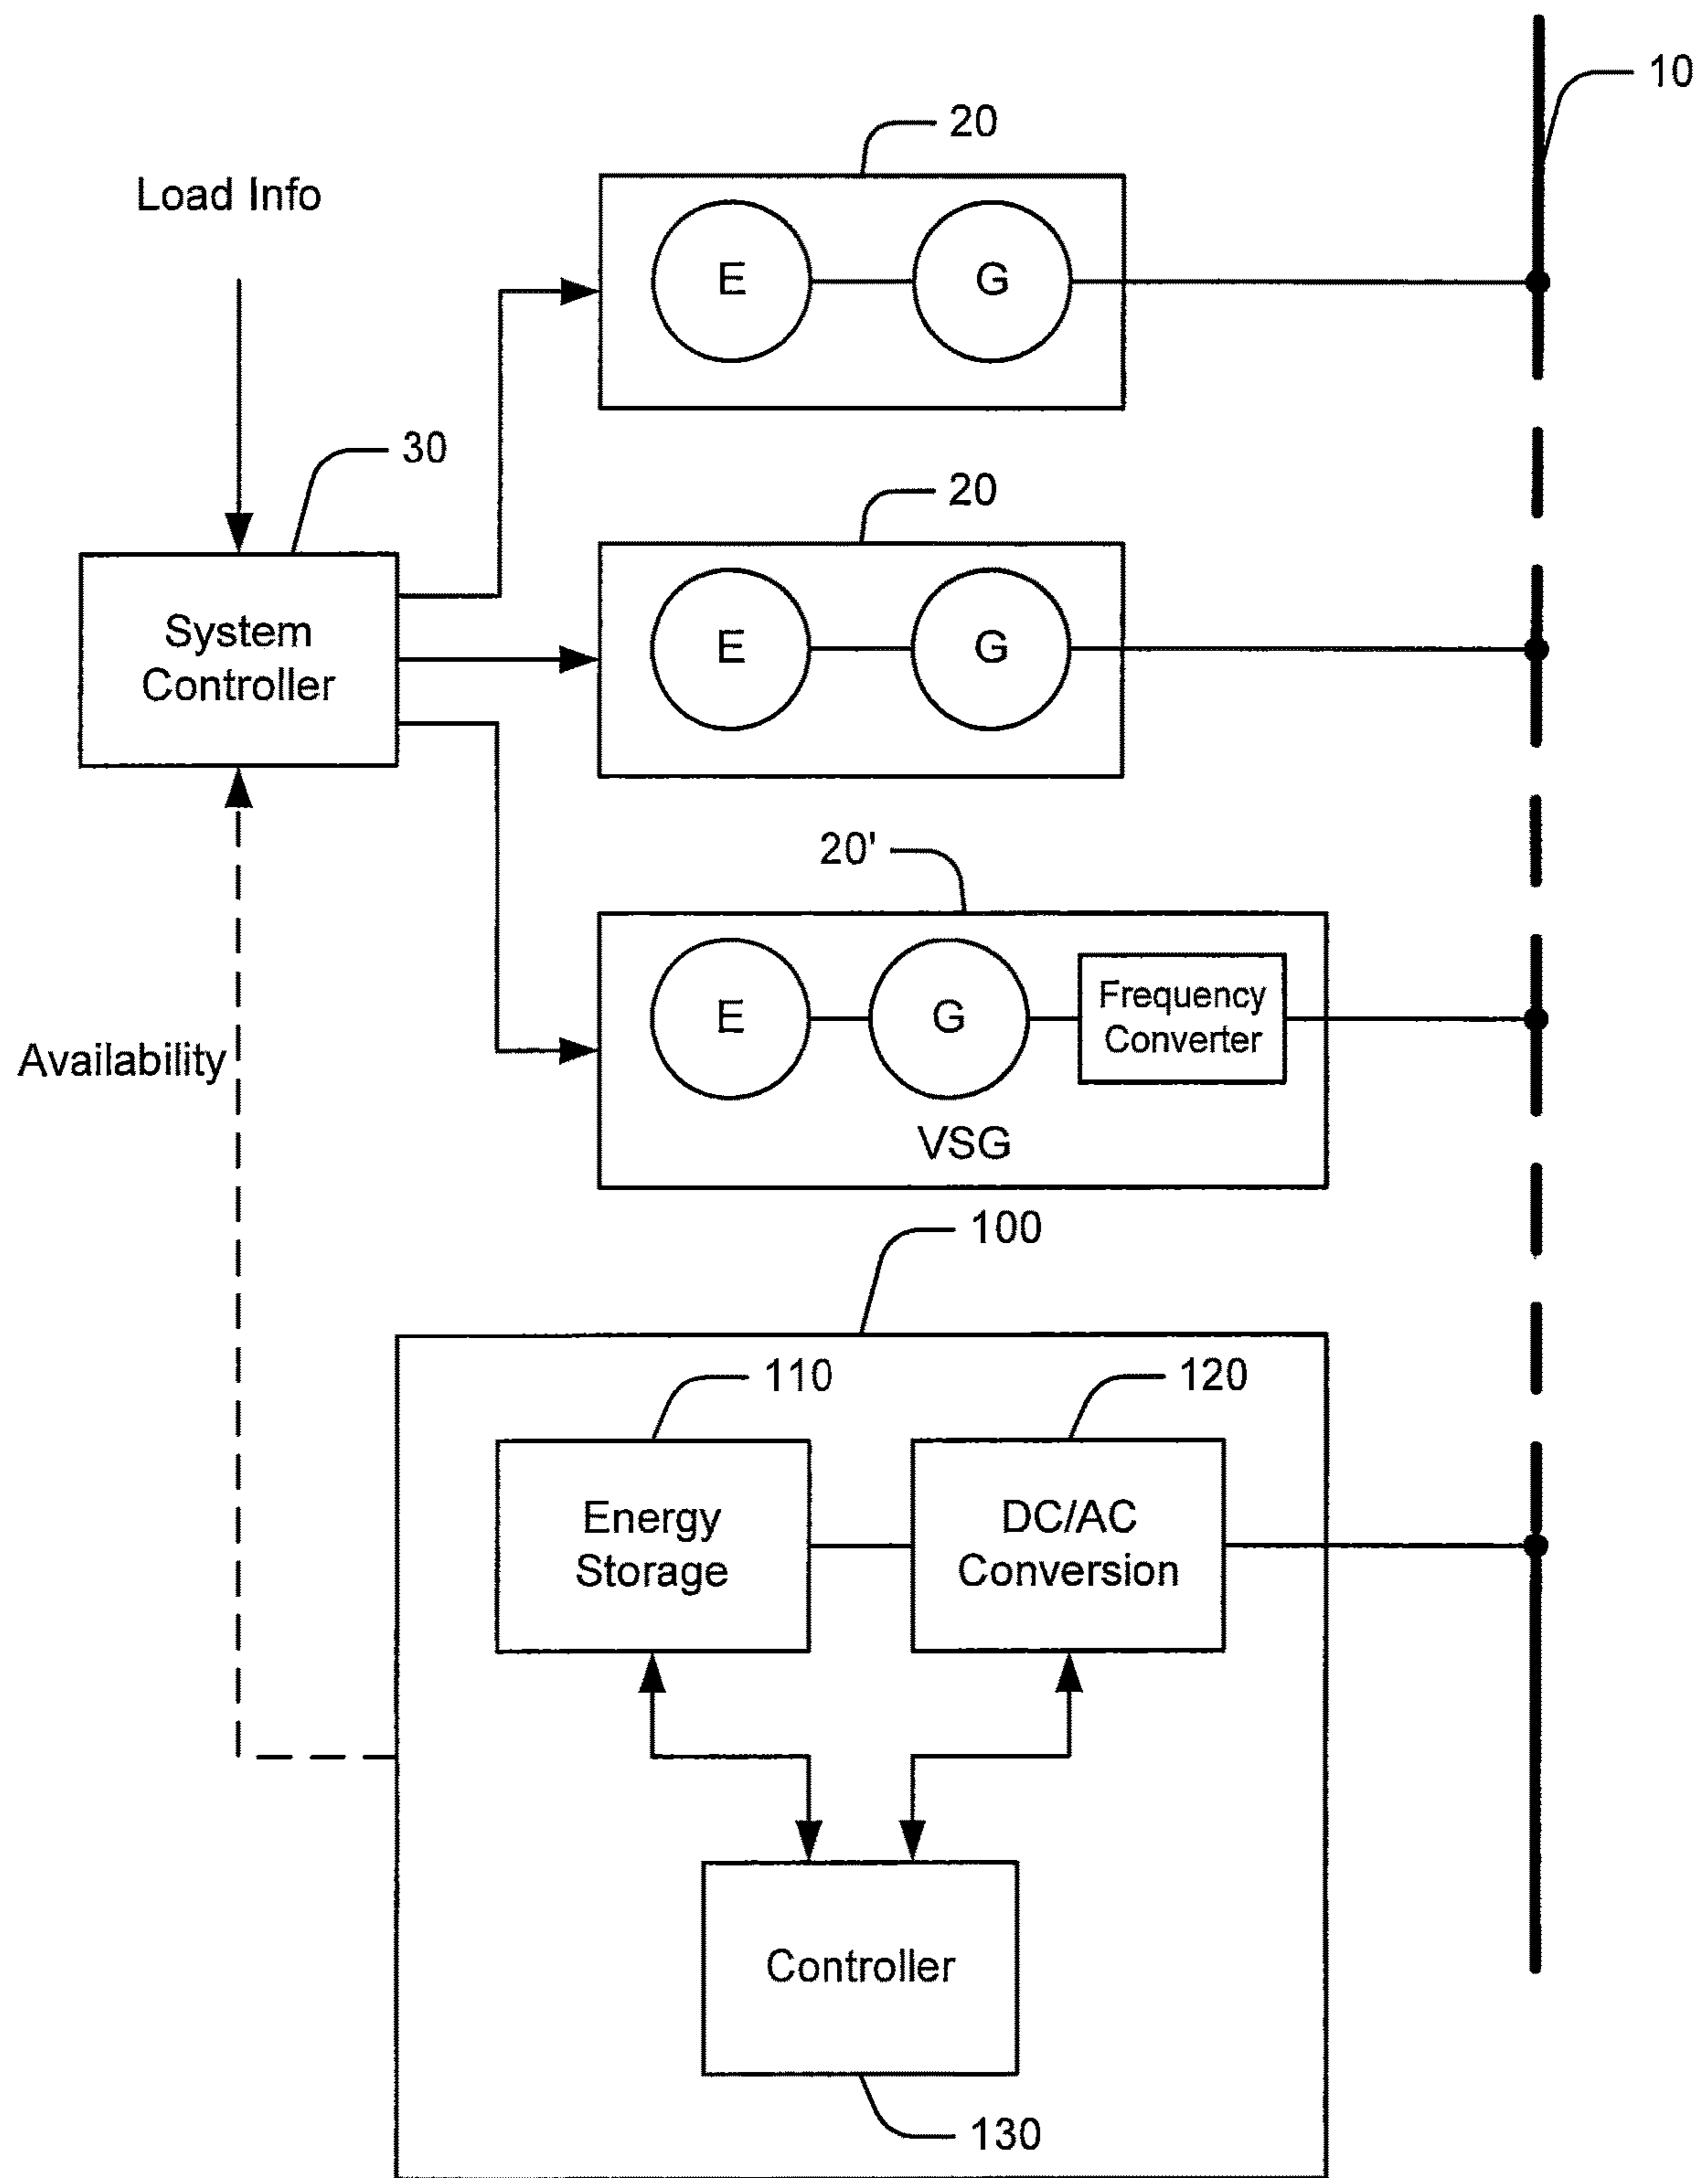 10
20
Load Info
E
G
30
20
System
Controller
E
G
20'
E
G
Frequency
Converter
Availability
VSG
100
110
120
Energy
Storage
DC/AC
Conversion
Controller
130